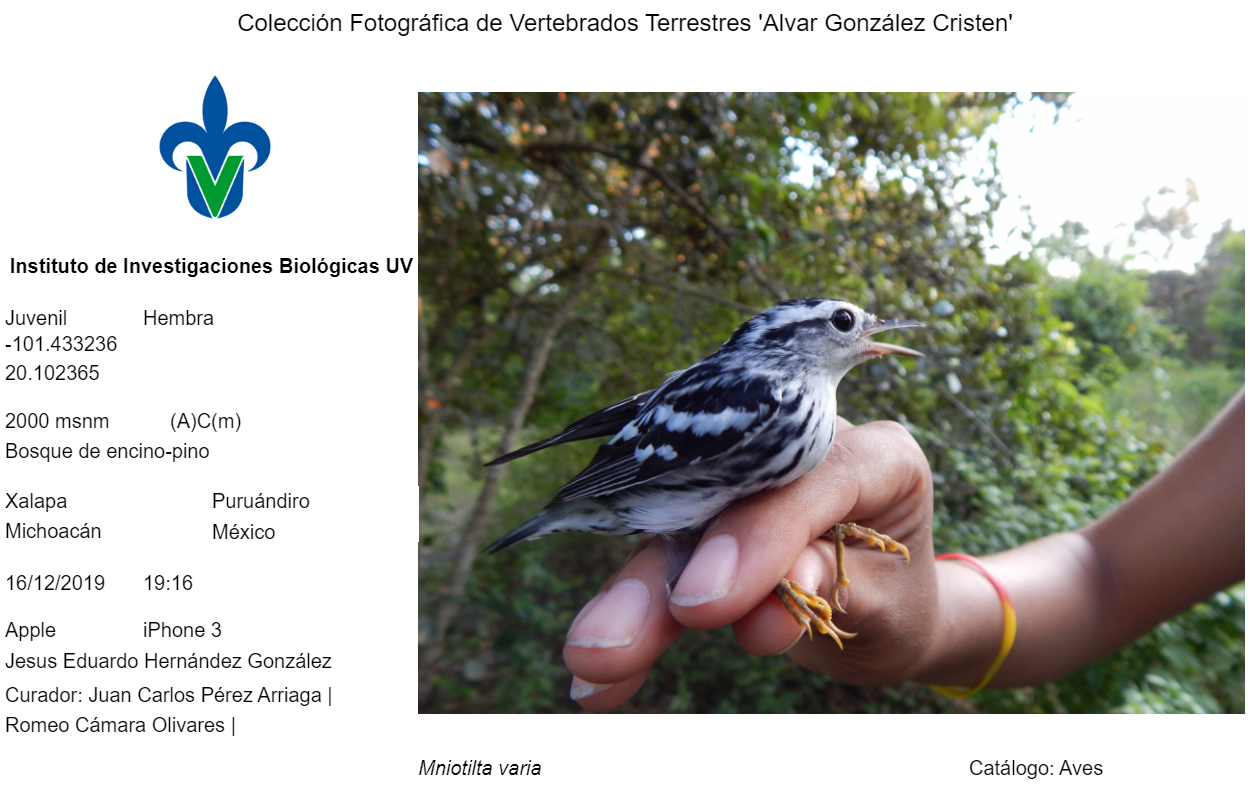 Colección Fotográfica de Vertebrados Terrestres 'Alvar González Cristen'
V
Instituto de Investigaciones Biológicas UV
Juvenil Hembra
-101.433236
20.102365
2000 msnm (A)C(m)
Bosque de encino-pino
Xalapa Puruándiro
Michoacán México
16/12/2019 19:16
Apple iPhone 3
Jesus Eduardo Hernández González
Curador: Juan Carlos Pérez Arriaga |
Romeo Cámara Olivares |
Mniotilta varia Catálogo: Aves